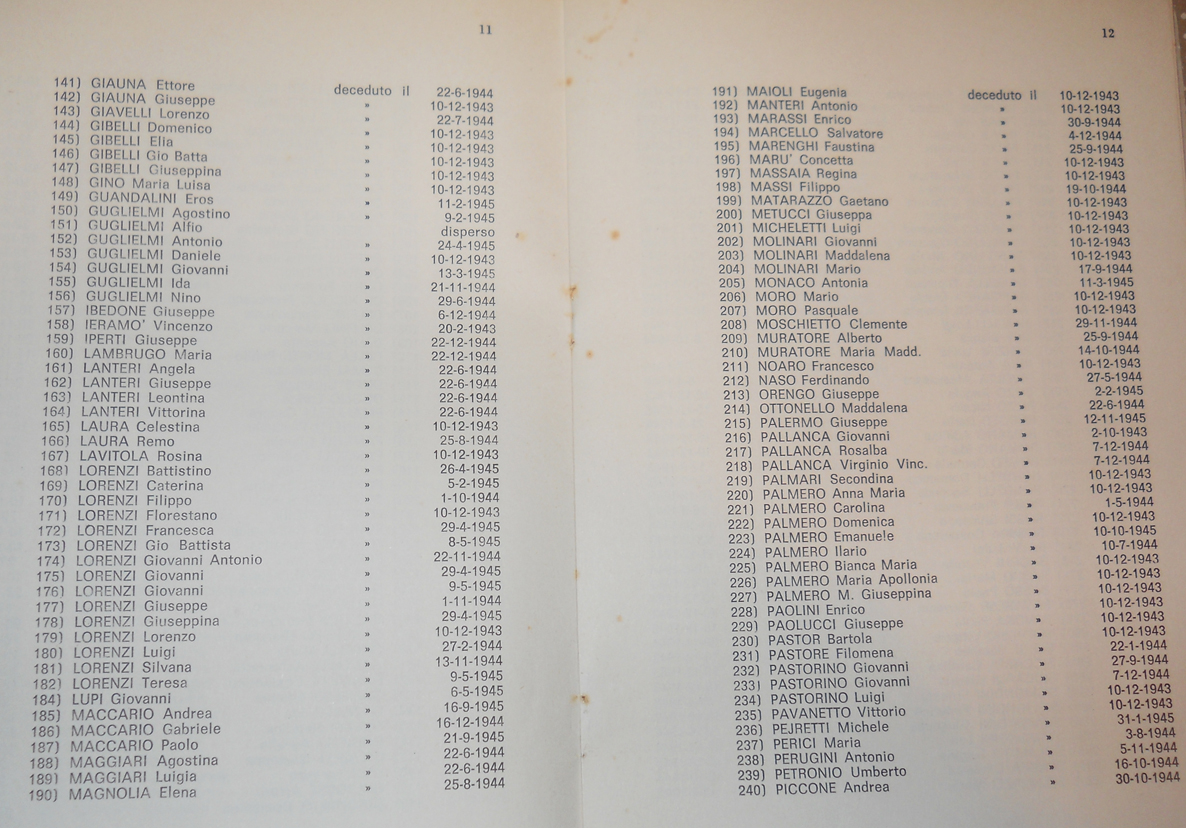 11
141) GIAUNA Ettore deceduto il 22-6-1944
142) GIAUNA Giuseppe » 10-12-1943
143) GIAVELLI Lorenzo » 22-7-1944
144) GIBELLI Domenico » 10-12-1943
145) GIBELLI Elia » 10-12-1943
146) GIBELLI Gio Batta » 10-12-1943
147) GIBELLI Giuseppina » 10-12-1943
148) GINO Maria Luisa » 10-12-1943
149) GUANDALINI Eros » 11-2-1945
150) GUGLIELMI Agostino » 9-2-1945
151) GUGLIELMI Alfio disperso
152) GUGLIELMI Antonio » 24-4-1945
153) GUGLIELMI Daniele » 10-12-1943
154) GUGLIELMI Giovanni » 13-3-1945
155) GUGLIELMI Ida » 21-11-1944
156) GUGLIELMI Nino » 29-6-1944
157) IBEDONE Giuseppe » 6-12-1944
158) IERAMO' Vincenzo » 20-2-1943
159) IPERTI Giuseppe » 22-12-1944
160) LAMBRUGO Maria » 22-12-1944
161) LANTERI Angela » 22-6-1944
162) LANTERI Giuseppe » 22-6-1944
163) LANTERI Leontina » 22-6-1944
164) LANTERI Vittorina » 22-6-1944
165) LAURA Celestina » 10-12-1943
166) LAURA Remo » 25-8-1944
167) LAVITOLA Rosina » 10-12-1943
168) LORENZI Battistino » 26-4-1945
169) LORENZI Caterina » 5-2-1945
170) LORENZI Filippo » 1-10-1944
171) LORENZI Florestano » 10-12-1943
172) LORENZI Francesca » 29-4-1945
173) LORENZI Gio Battista » 8-5-1945
174) LORENZI Giovanni Antonio » 22-11-1944
175) LORENZI Giovanni » 29-4-1945
176) LORENZI Giovanni » 9-5-1945
177) LORENZI Giuseppe » 1-11-1944
178) LORENZI Giuseppina » 29-4-1945
179) LORENZI Lorenzo » 10-12-1943
180) LORENZI Luigi » 27-2-1944
181) LORENZI Silvana » 13-11-1944
182) LORENZI Teresa » 9-5-1945
184) LUPI Giovanni » 6-5-1945
185) MACCARIO Andrea » 16-9-1945
186) MACCARIO Gabriele » 16-12-1944
187) MACCARIO Paolo » 21-9-1945
188) MAGGIARI Agostina » 22-6-1944
189) MAGGIARI Luigia » 22-6-1944
190) MAGNOLIA Elena » 25-8-1944
12
191) MAIOLI Eugenia deceduto il 10-12-1943
192) MANTERI Antonio » 10-12-1943
193) MARASSI Enrico » 30-9-1944
194) MARCELLO Salvatore » 4-12-1944
195) MARENGHI Faustina » 25-9-1944
196) MARU' Concetta » 10-12-1943
197) MASSAIA Regina » 10-12-1943
198) MASSI Filippo » 19-10-1944
199) MATARAZZO Gaetano » 10-12-1943
200) METUCCI Giuseppa » 10-12-1943
201) MICHELETTI Luigi » 10-12-1943
202) MOLINARI Giovanni » 10-12-1943
203) MOLINARI Maddalena » 10-12-1943
204) MOLINARI Mario » 17-9-1944
205) MONACO Antonia » 11-3-1945
206) MORO Mario » 10-12-1943
207) MORO Pasquale » 10-12-1943
208) MOSCHIETTO Clemente » 29-11-1944
209) MURATORE Alberto » 25-9-1944
210) MURATORE Maria Madd. » 14-10-1944
211) NOARO Francesco » 10-12-1943
212) NASO Ferdinando » 27-5-1944
213) ORENGO Giuseppe » 2-2-1945
214) OTTONELLO Maddalena » 22-6-1944
215) PALERMO Giuseppe » 12-11-1945
216) PALLANCA Giovanni » 2-10-1943
217) PALLANCA Rosalba » 7-12-1944
218) PALLANCA Virginio Vinc. » 7-12-1944
219) PALMARI Secondina » 10-12-1943
220) PALMERO Anna Maria » 10-12-1943
221) PALMERO Carolina » 1-5-1944
222) PALMERO Domenica » 10-12-1943
223) PALMERO Emanuele » 10-10-1945
224) PALMERO Ilario » 10-7-1944
225) PALMERO Bianca Maria » 10-12-1943
226) PALMERO Maria Apollonia » 10-12-1943
227) PALMERO M. Giuseppina » 10-12-1943
228) PAOLINI Enrico » 10-12-1943
229) PAOLUCCI Giuseppe » 10-12-1943
230) PASTOR Bartola » 10-12-1943
231) PASTORE Filomena » 22-1-1944
232) PASTORINO Giovanni » 27-9-1944
233) PASTORINO Giovanni » 7-12-1944
234) PASTORINO Luigi » 10-12-1943
235) PAVANETTO Vittorio » 10-12-1943
236) PEJRETTI Michele » 31-1-1945
237) PERICI Maria » 3-8-1944
238) PERUGINI Antonio » 5-11-1944
239) PETRONIO Umberto » 16-10-1944
240) PICCONE Andrea » 30-10-1944